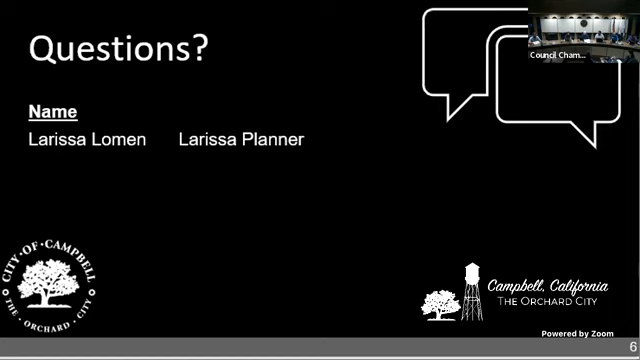 Questions?
Council Cham...
Name
Larissa Lomen Larissa Planner
CITY·OF·CAMPBELL
THE·ORCHARD·CITY
Campbell, California
THE ORCHARD CITY
Powered by Zoom
6